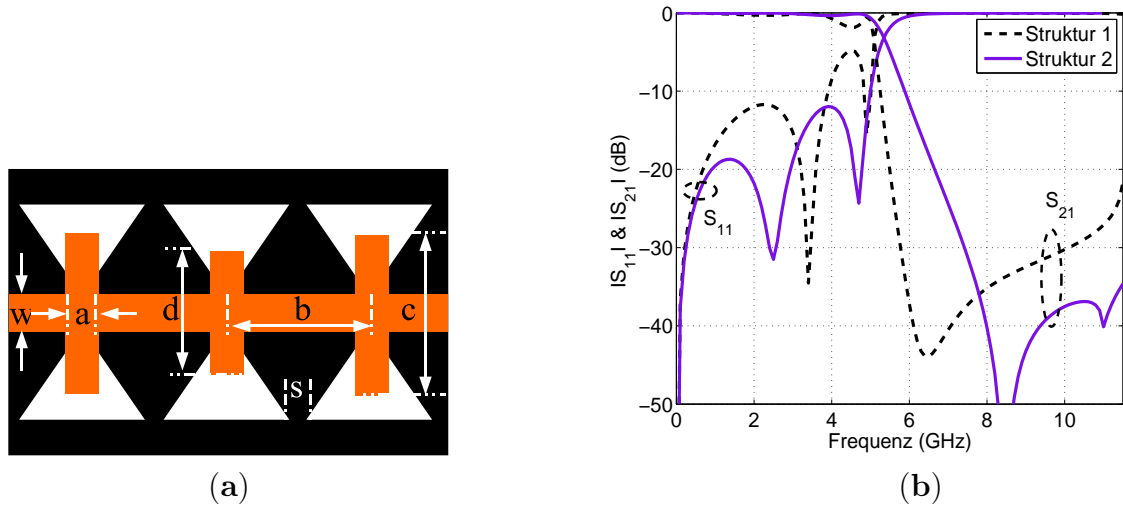 w
a
d
b
c
s
(a)
0
−10
−20
−30
−40
−50
|S11| & |S21| (dB)
Struktur 1
Struktur 2
S11
S21
0
2
4
6
8
10
Frequenz (GHz)
(b)